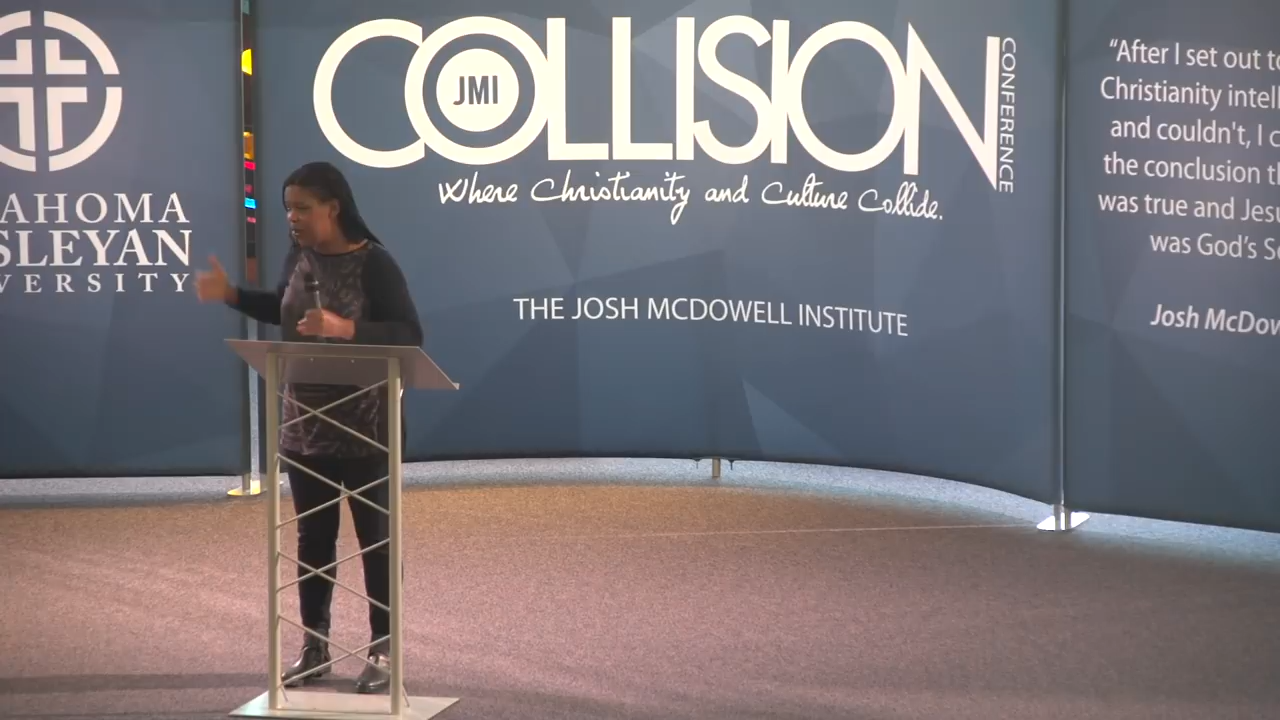 AHOMA
SLEYAN
VERSITY
COLLISION
JMI
CONFERENCE
Where Christianity and Culture Collide.
THE JOSH MCDOWELL INSTITUTE
“After I set out to
Christianity intell
and couldn't, I c
the conclusion th
was true and Jesu
was God's So
Josh McDow